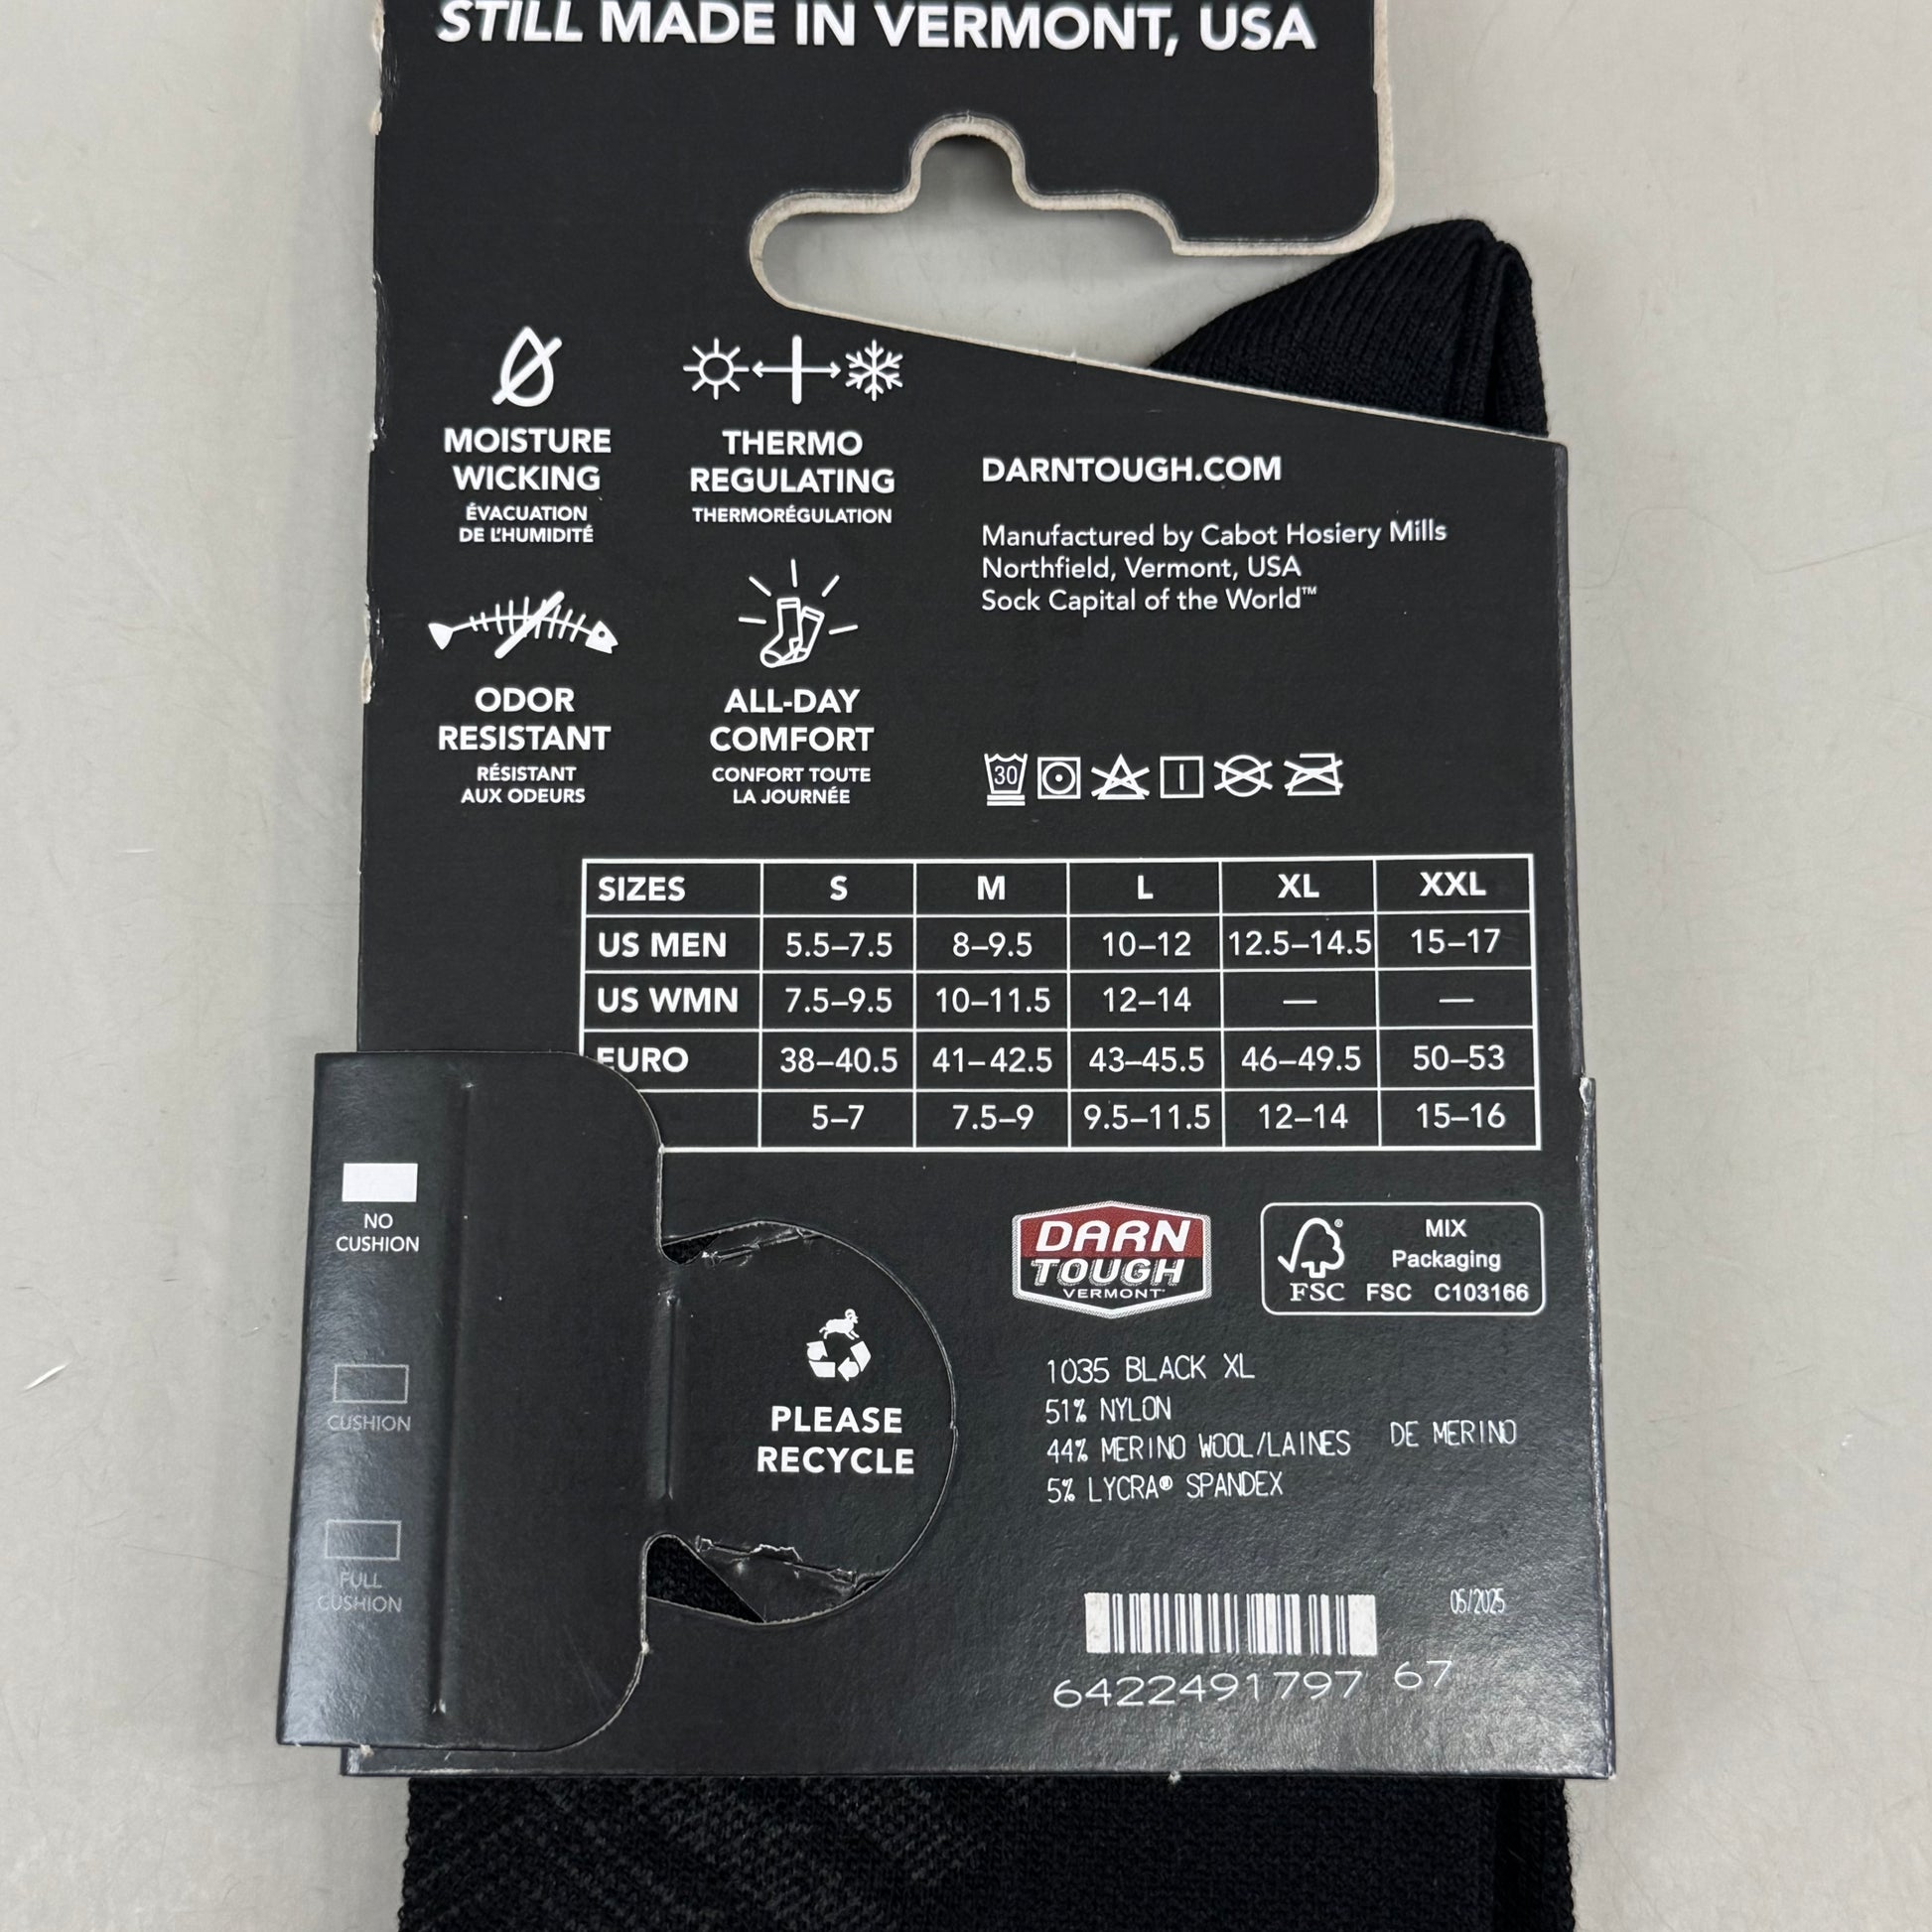 STILL MADE IN VERMONT, USA
MOISTURE
WICKING
ÉVACUATION
DE L'HUMIDITÉ
THERMO
REGULATING
THERMORÉGULATION
ODOR
RESISTANT
RÉSISTANT
AUX ODEURS
ALL-DAY
COMFORT
CONFORT TOUTE
LA JOURNÉE
DARNTOUGH.COM
Manufactured by Cabot Hosiery Mills
Northfield, Vermont, USA
Sock Capital of the World™
30
SIZES S M L XL XXL
US MEN 5.5–7.5 8–9.5 10–12 12.5–14.5 15–17
US WMN 7.5–9.5 10–11.5 12–14 — —
EURO 38–40.5 41–42.5 43–45.5 46–49.5 50–53
5–7 7.5–9 9.5–11.5 12–14 15–16
NO
CUSHION
CUSHION
FULL
CUSHION
PLEASE
RECYCLE
DARN
TOUGH
VERMONT
FSC
MIX
Packaging
FSC C103166
1035 BLACK XL
51% NYLON
44% MERINO WOOL/LAINES DE MERINO
5% LYCRA® SPANDEX
05/2025
6422491797 67